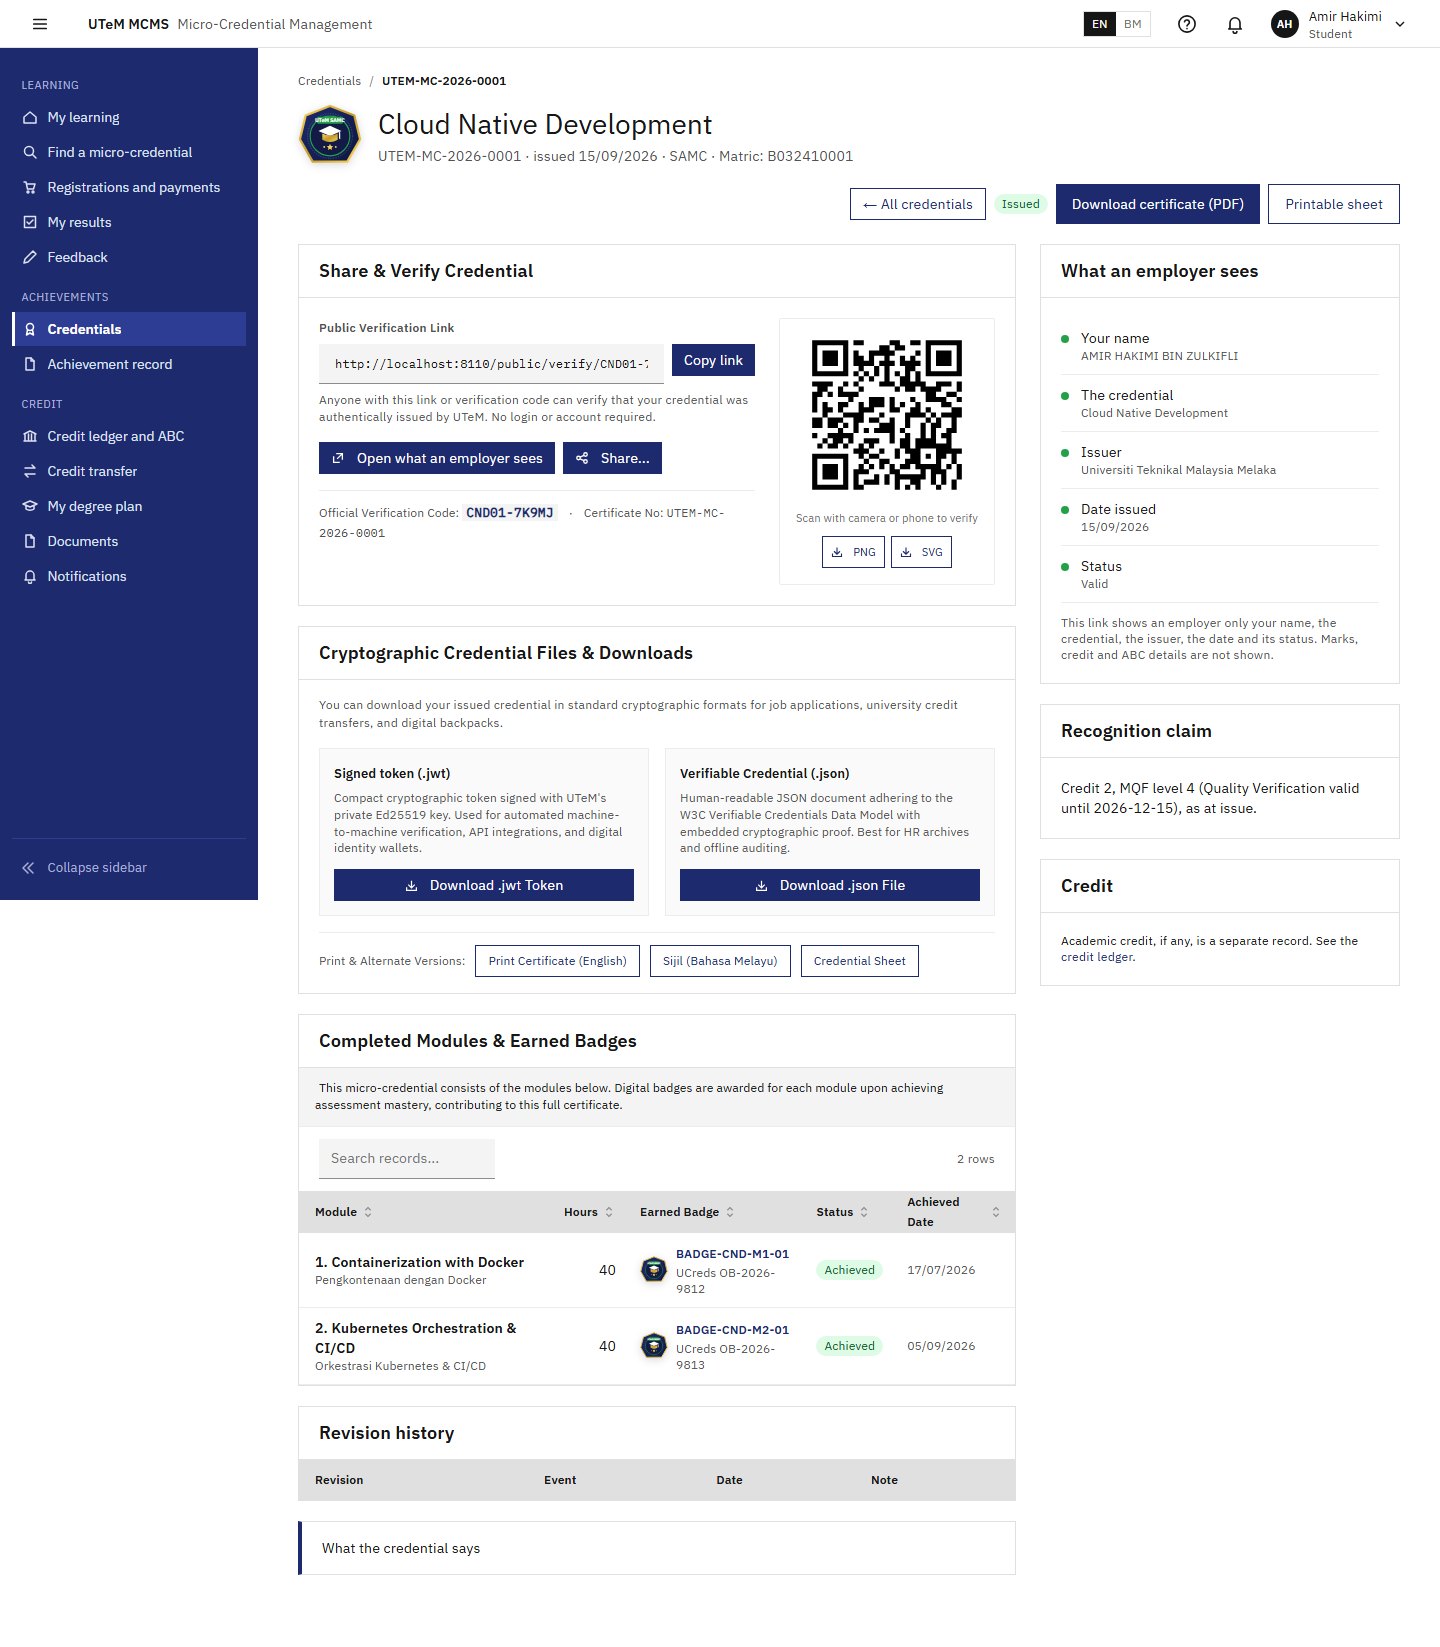 UTeM MCMS Micro-Credential Management
EN BM
AH
Amir Hakimi
Student
LEARNING
My learning
Find a micro-credential
Registrations and payments
My results
Feedback
ACHIEVEMENTS
Credentials
Achievement record
CREDIT
Credit ledger and ABC
Credit transfer
My degree plan
Documents
Notifications
Collapse sidebar
Credentials / UTEM-MC-2026-0001
UTeM SAMC
Cloud Native Development
UTEM-MC-2026-0001 · issued 15/09/2026 · SAMC · Matric: B032410001
← All credentials
Issued
Download certificate (PDF)
Printable sheet
Share & Verify Credential
Public Verification Link
http://localhost:8110/public/verify/CND01-7
Copy link
Anyone with this link or verification code can verify that your credential was
authentically issued by UTeM. No login or account required.
Open what an employer sees
Share...
Official Verification Code: CND01-7K9MJ · Certificate No: UTEM-MC-
2026-0001
Scan with camera or phone to verify
PNG
SVG
Cryptographic Credential Files & Downloads
You can download your issued credential in standard cryptographic formats for job applications, university credit
transfers, and digital backpacks.
Signed token (.jwt)
Compact cryptographic token signed with UTeM's
private Ed25519 key. Used for automated machine-
to-machine verification, API integrations, and digital
identity wallets.
Download .jwt Token
Verifiable Credential (.json)
Human-readable JSON document adhering to the
W3C Verifiable Credentials Data Model with
embedded cryptographic proof. Best for HR archives
and offline auditing.
Download .json File
Print & Alternate Versions:
Print Certificate (English)
Sijil (Bahasa Melayu)
Credential Sheet
Completed Modules & Earned Badges
This micro-credential consists of the modules below. Digital badges are awarded for each module upon achieving
assessment mastery, contributing to this full certificate.
Search records...
2 rows
Module
Hours
Earned Badge
Status
Achieved
Date
1. Containerization with Docker
Pengkontenaan dengan Docker
40
BADGE-CND-M1-01
UCreds OB-2026-
9812
Achieved
17/07/2026
2. Kubernetes Orchestration &
CI/CD
Orkestrasi Kubernetes & CI/CD
40
BADGE-CND-M2-01
UCreds OB-2026-
9813
Achieved
05/09/2026
Revision history
Revision
Event
Date
Note
What the credential says
What an employer sees
Your name
AMIR HAKIMI BIN ZULKIFLI
The credential
Cloud Native Development
Issuer
Universiti Teknikal Malaysia Melaka
Date issued
15/09/2026
Status
Valid
This link shows an employer only your name, the
credential, the issuer, the date and its status. Marks,
credit and ABC details are not shown.
Recognition claim
Credit 2, MQF level 4 (Quality Verification valid
until 2026-12-15), as at issue.
Credit
Academic credit, if any, is a separate record. See the
credit ledger.